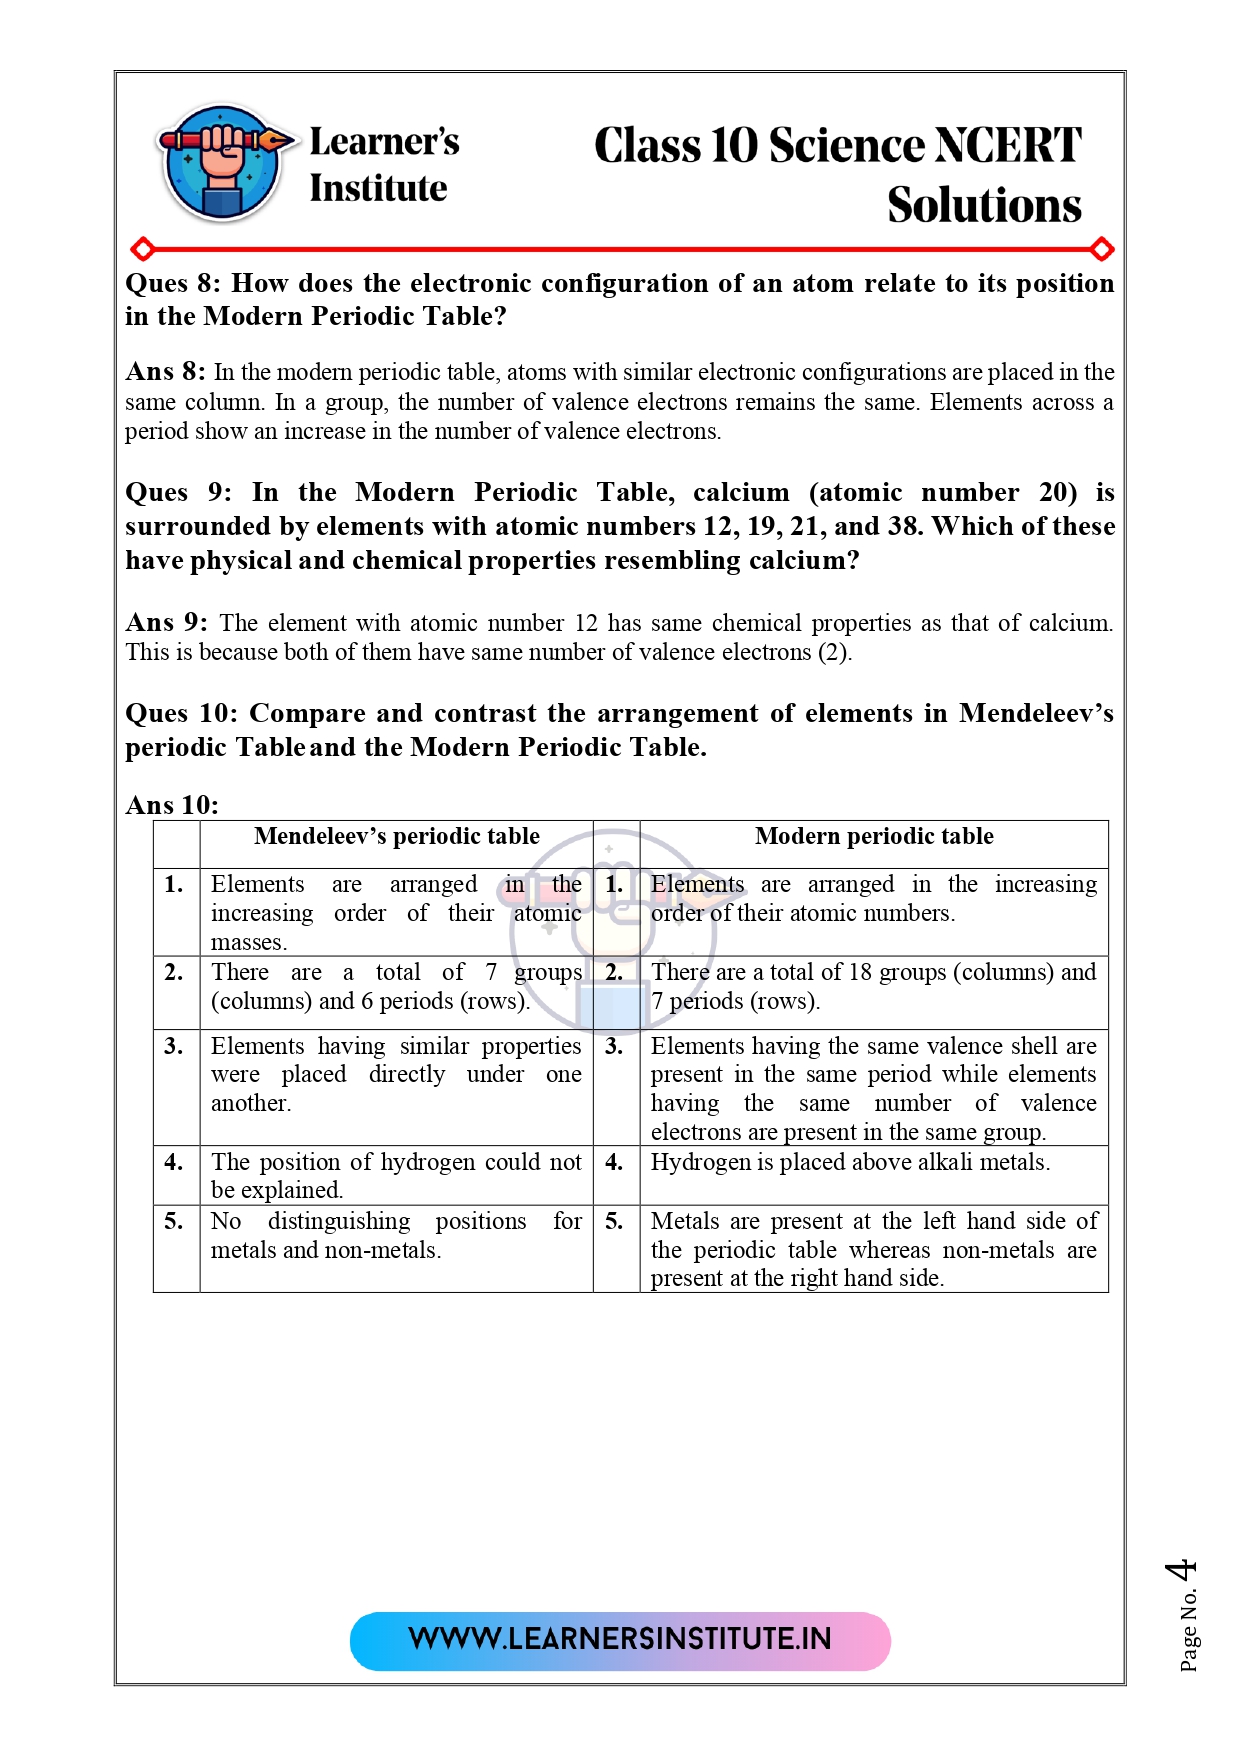 Learner's
Institute
Class 10 Science NCERT
Solutions
Ques 8: How does the electronic configuration of an atom relate to its position
in the Modern Periodic Table?
Ans 8: In the modern periodic table, atoms with similar electronic configurations are placed in the
same column. In a group, the number of valence electrons remains the same. Elements across a
period show an increase in the number of valence electrons.
Ques 9: In the Modern Periodic Table, calcium (atomic number 20) is
surrounded by elements with atomic numbers 12, 19, 21, and 38. Which of these
have physical and chemical properties resembling calcium?
Ans 9: The element with atomic number 12 has same chemical properties as that of calcium.
This is because both of them have same number of valence electrons (2).
Ques 10: Compare and contrast the arrangement of elements in Mendeleev's
periodic Table and the Modern Periodic Table.
Ans 10:
Mendeleev's periodic table
Modern periodic table
1. Elements are arranged in the
increasing order of their atomic
masses.
1. Elements are arranged in the increasing
order of their atomic numbers.
2. There are a total of 7 groups
(columns) and 6 periods (rows).
2. There are a total of 18 groups (columns) and
7 periods (rows).
3. Elements having similar properties
were placed directly under one
another.
3. Elements having the same valence shell are
present in the same period while elements
having the same number of valence
electrons are present in the same group.
4. The position of hydrogen could not
be explained.
4. Hydrogen is placed above alkali metals.
5. No distinguishing positions for
metals and non-metals.
5. Metals are present at the left hand side of
the periodic table whereas non-metals are
present at the right hand side.
WWW.LEARNERSINSTITUTE.IN
Page No. 4